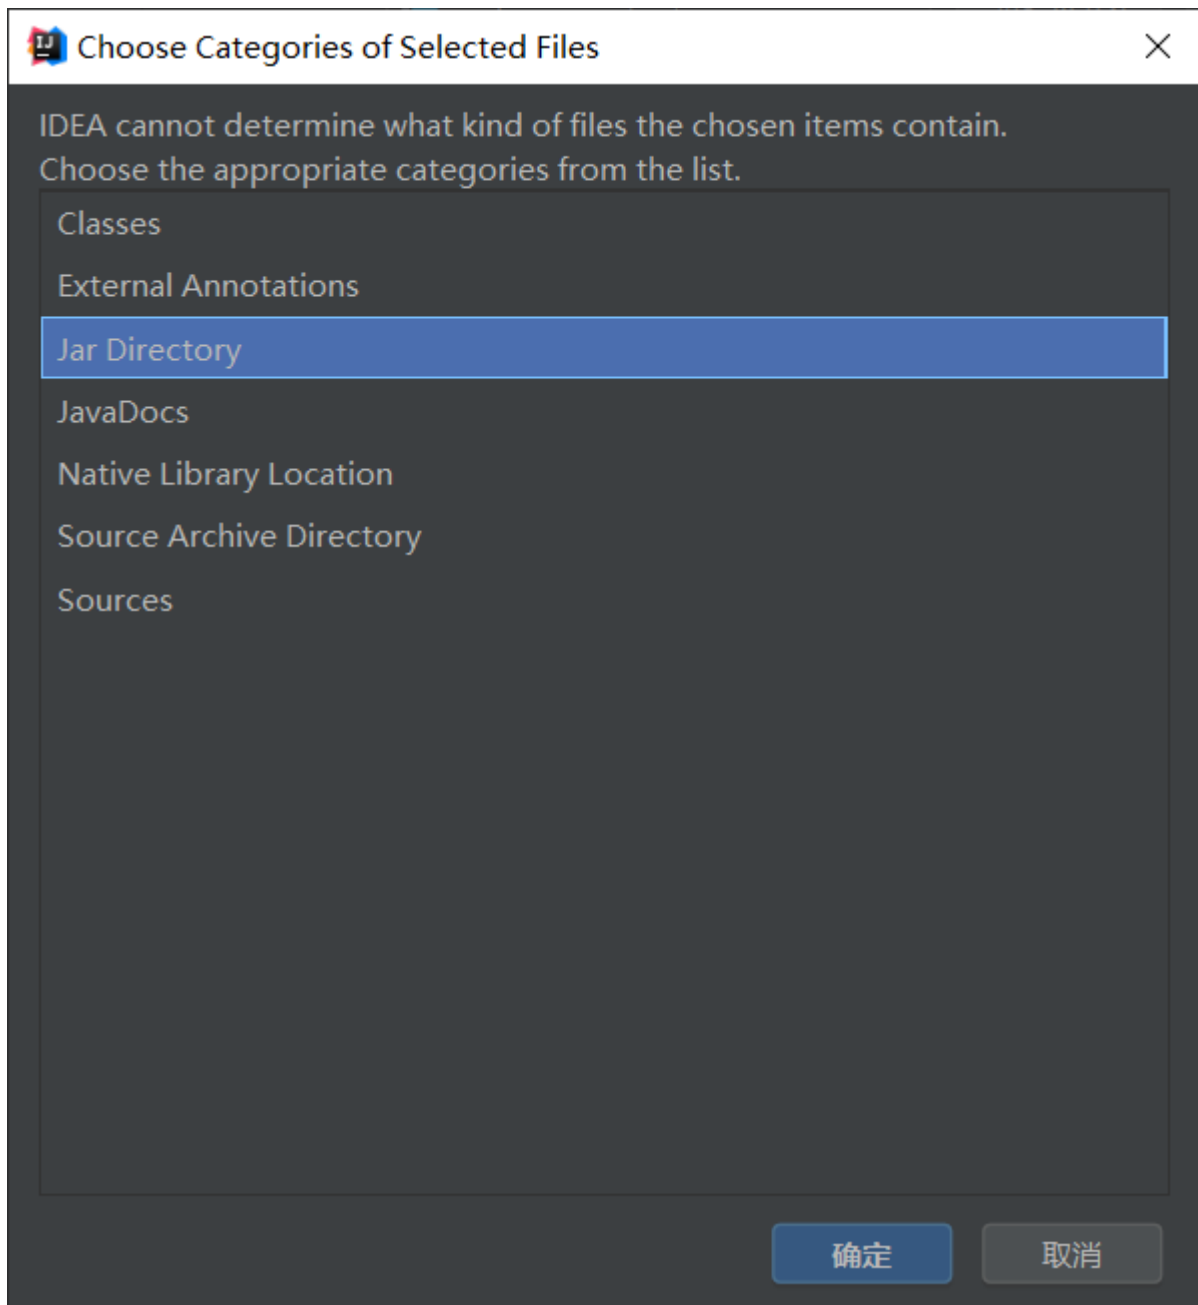 Choose Categories of Selected Files
IDEA cannot determine what kind of files the chosen items contain.
Choose the appropriate categories from the list.
Classes
External Annotations
Jar Directory
JavaDocs
Native Library Location
Source Archive Directory
Sources
确定 取消